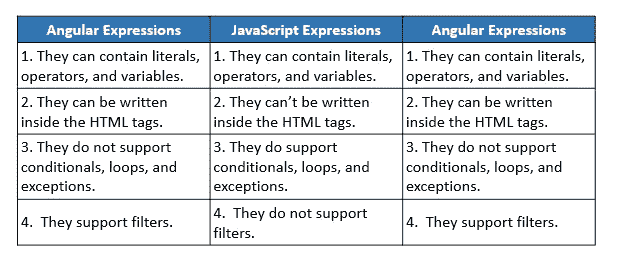 Angular Expressions
JavaScript Expressions
Angular Expressions
1. They can contain literals,
operators, and variables.
1. They can contain literals,
operators, and variables.
1. They can contain literals,
operators, and variables.
2. They can be written
inside the HTML tags.
2. They can’t be written
inside the HTML tags.
2. They can be written
inside the HTML tags.
3. They do not support
conditionals, loops, and
exceptions.
3. They do support
conditionals, loops, and
exceptions.
3. They do not support
conditionals, loops, and
exceptions.
4.  They support filters.
4.  They do not support
filters.
4.  They support filters.